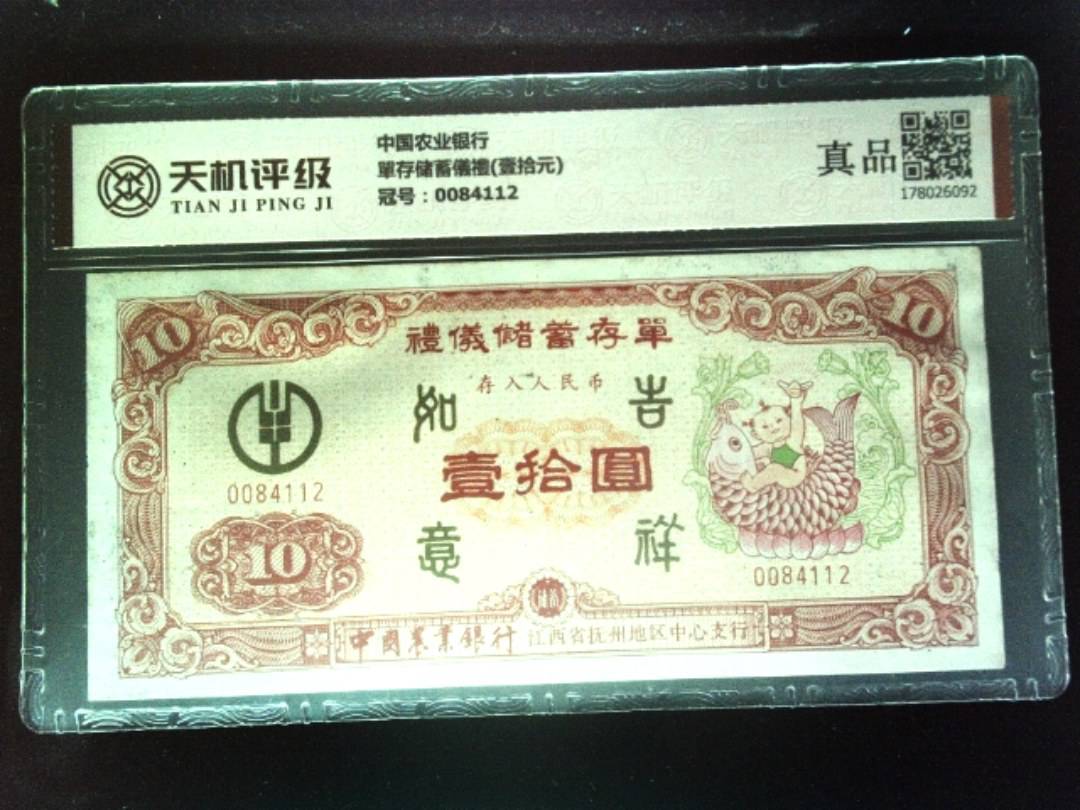 天机评级
TIAN JI PING JI
中国农业银行
單存储蓄儀禮(壹拾元)
冠号：0084112
真品
178026092
10
10
禮儀儲蓄存單
存入人民币
如
吉
壹拾圓
意
祥
0084112
10
0084112
中國農業銀行 江西省抚州地区中心支行